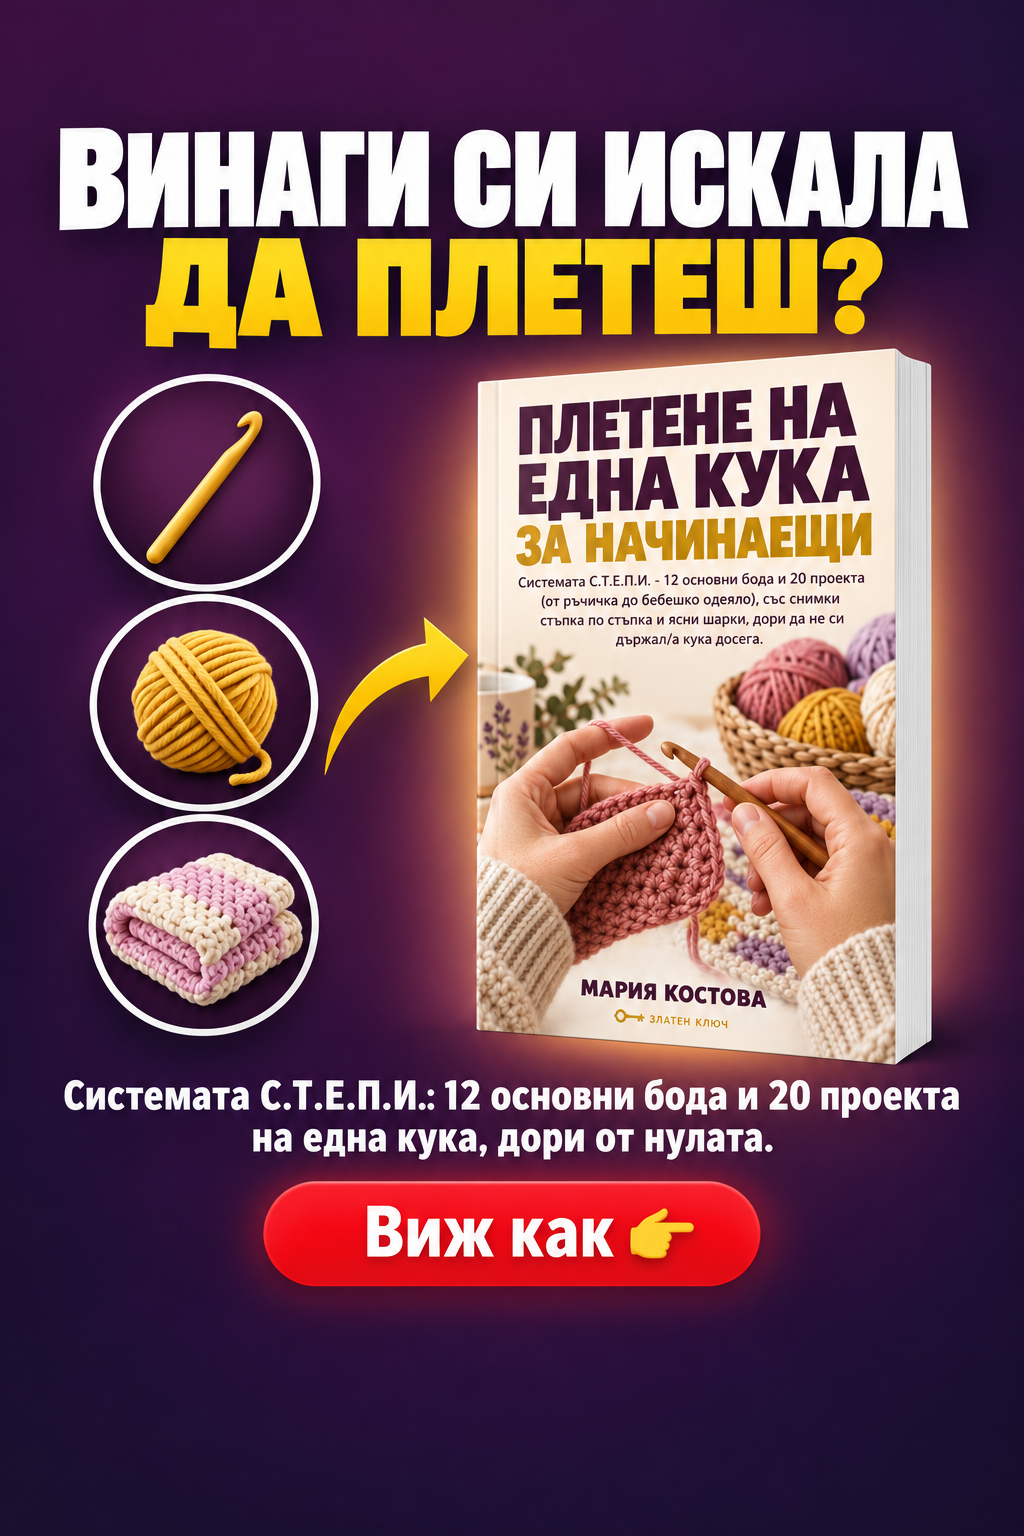 ВИНАГИ СИ ИСКАЛА
ДА ПЛЕТЕШ?
ПЛЕТЕНЕ НА
ЕДНА КУКА
ЗА НАЧИНАЕЩИ
Системата С.Т.Е.П.И. - 12 основни бода и 20 проекта
(от ръчичка до бебешко одеяло), със снимки
стъпка по стъпка и ясни шарки, дори да не си
държал/а кука досега.
МАРИЯ КОСТОВА
ЗЛАТЕН КЛЮЧ
Системата С.Т.Е.П.И.: 12 основни бода и 20 проекта
на една кука, дори от нулата.
Виж как 👉